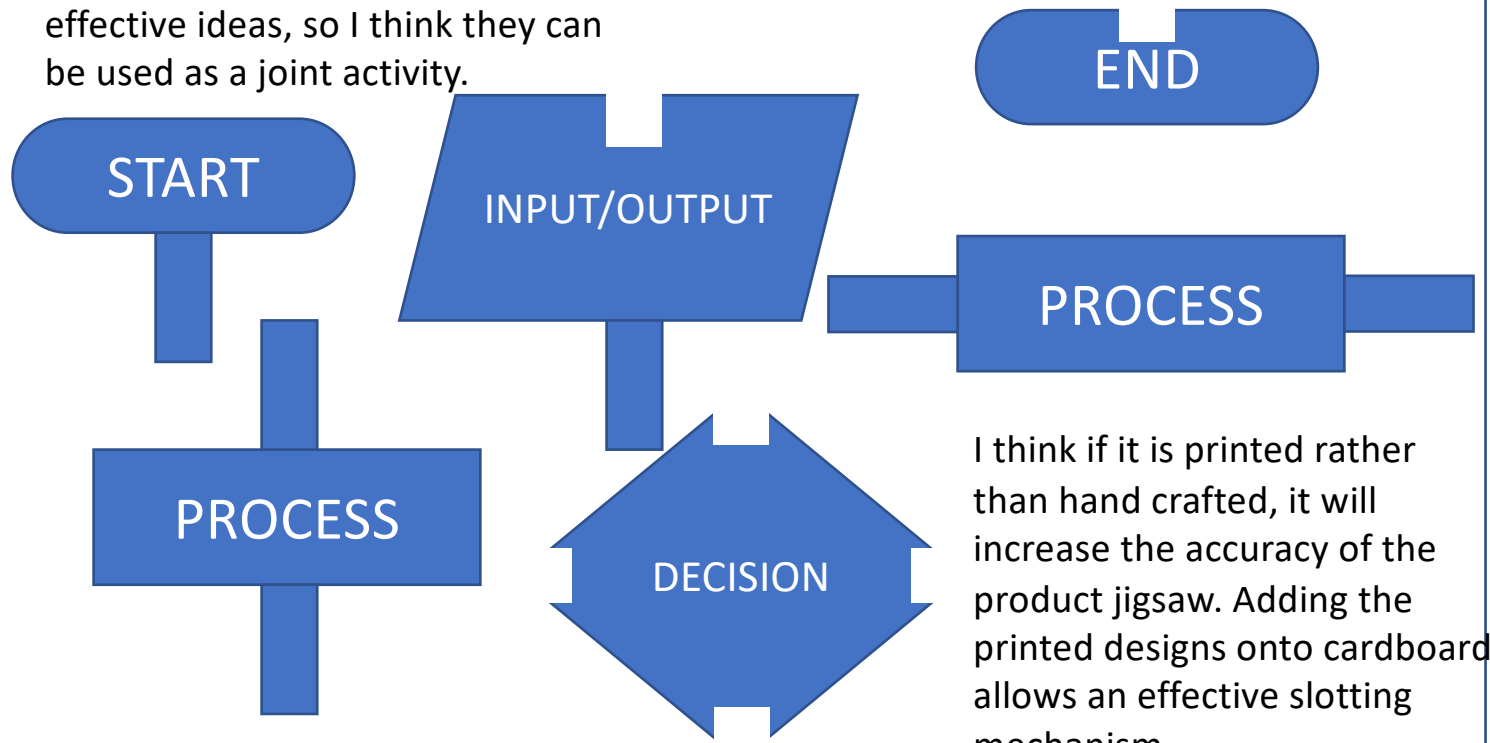 effective ideas, so I think they can
be used as a joint activity.
END
START
INPUT/OUTPUT
PROCESS
PROCESS
DECISION
I think if it is printed rather
than hand crafted, it will
increase the accuracy of the
product jigsaw. Adding the
printed designs onto cardboard
allows an effective slotting
mechanism